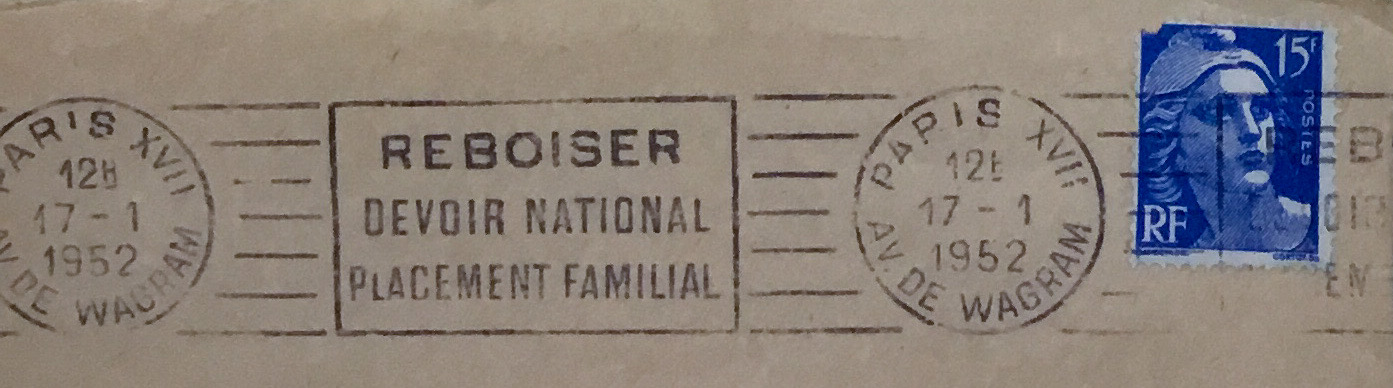 PARIS XVII
12H
17 - 1
1952
AV. DE WAGRAM
REBOISER
DEVOIR NATIONAL
PLACEMENT FAMILIAL
PARIS XVII
12H
17 - 1
1952
AV. DE WAGRAM
15F
POSTES
RF
REB